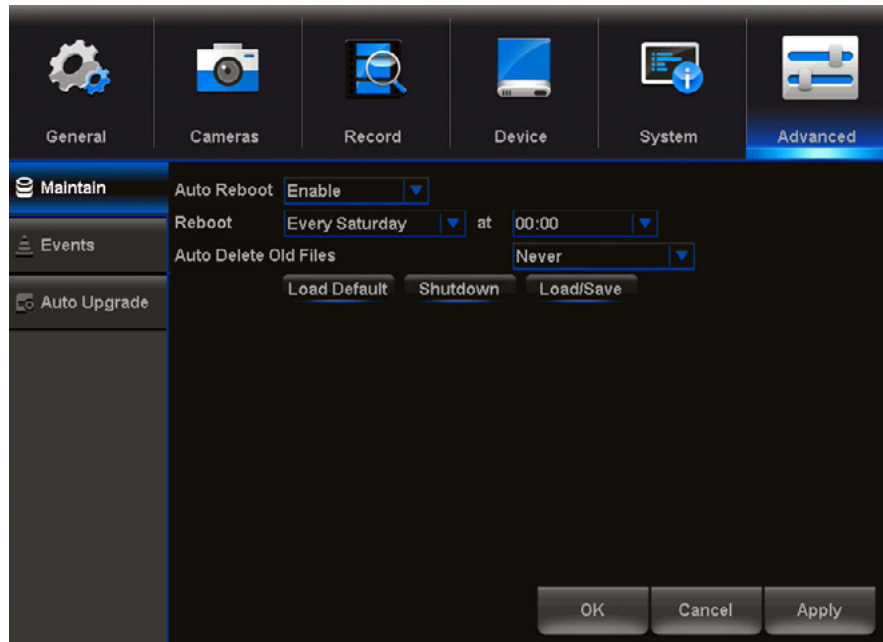 General Cameras Record Device System Advanced
Maintain
Events
Auto Upgrade
Auto Reboot Enable
Reboot Every Saturday at 00:00
Auto Delete Old Files Never
Load Default Shutdown Load/Save
OK Cancel Apply